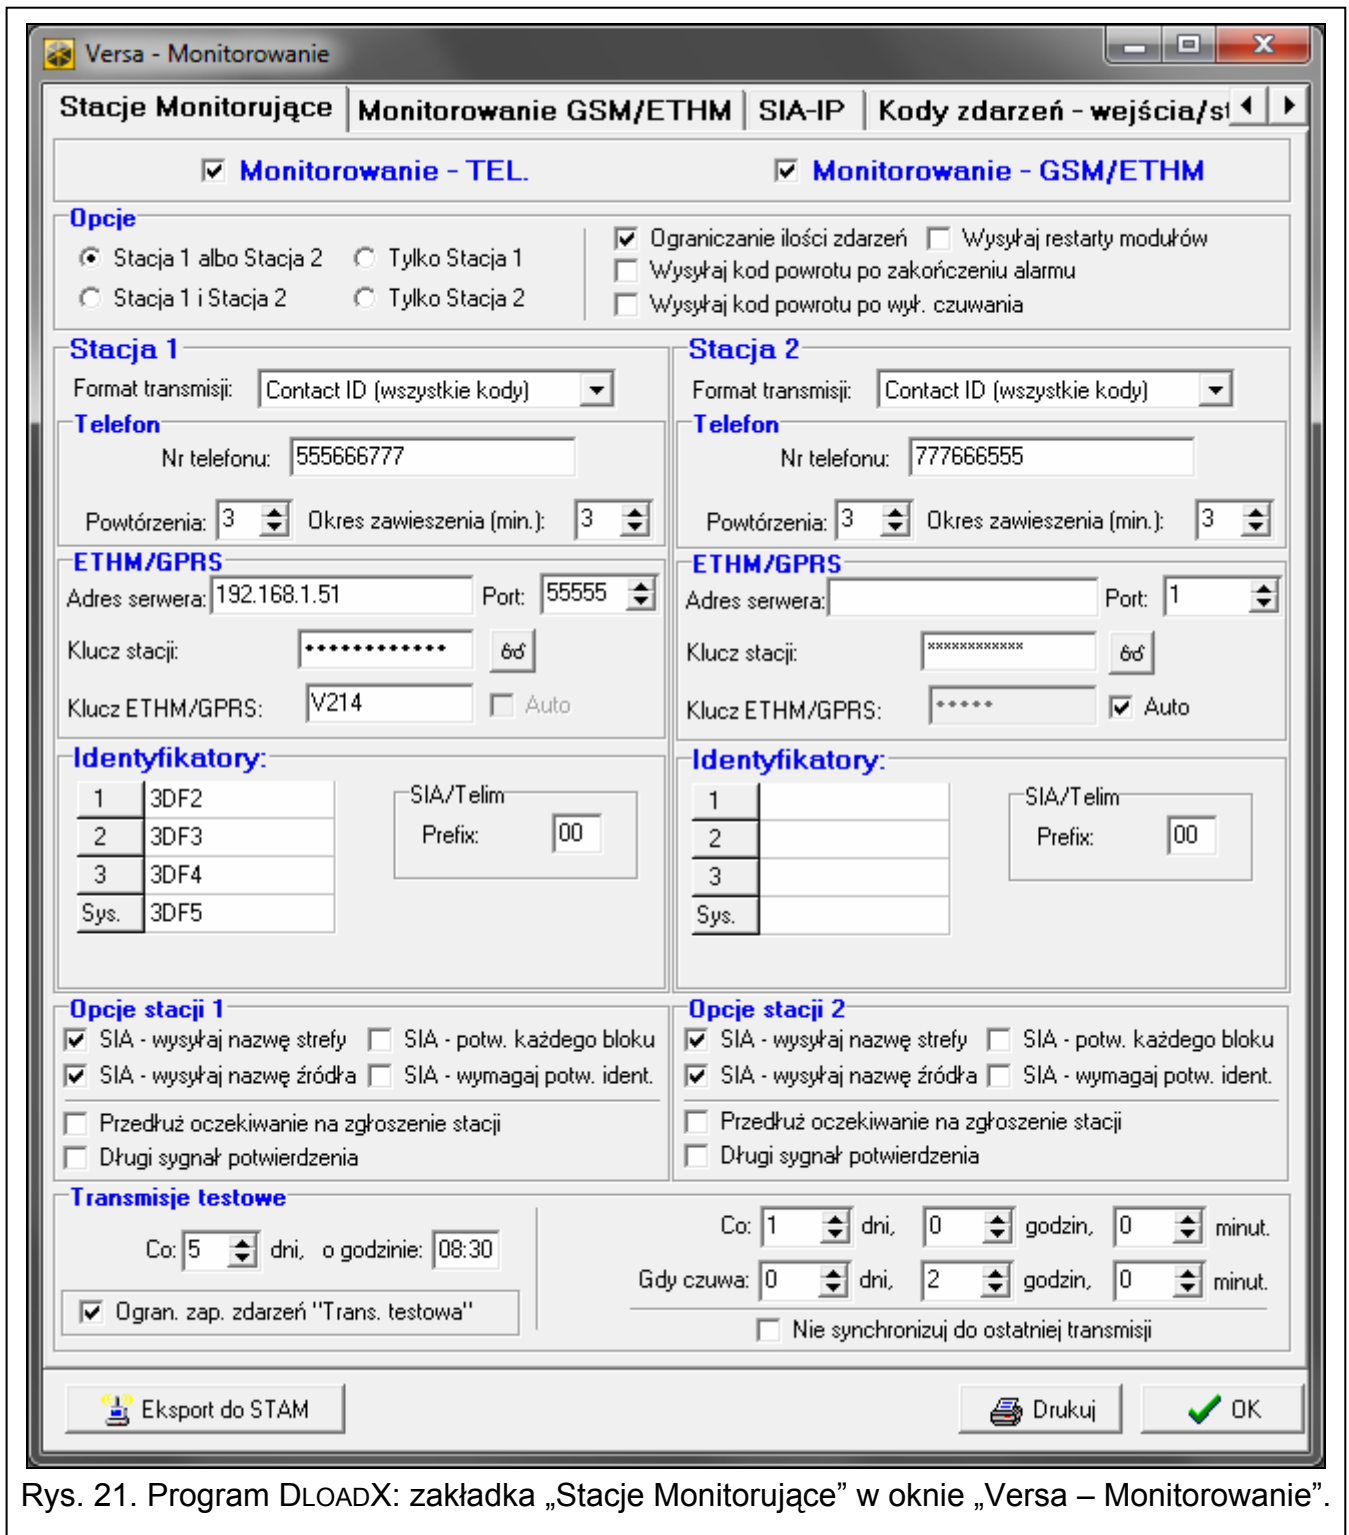 Versa - Monitorowanie
Stacje Monitorujące Monitorowanie GSM/ETHM SIA-IP Kody zdarzeń - wejścia/st
Monitorowanie - TEL. Monitorowanie - GSM/ETHM
Opcje
Stacja 1 albo Stacja 2 Tylko Stacja 1 Ograniczanie ilości zdarzeń Wysyłaj restarty modułów
Wysyłaj kod powrotu po zakończeniu alarmu
Stacja 1 i Stacja 2 Tylko Stacja 2 Wysyłaj kod powrotu po wył. czuwania
Stacja 1
Format transmisji: Contact ID (wszystkie kody)
Telefon
Nr telefonu: 555666777
Powtórzenia: 3 Okres zawieszenia (min.): 3
ETHM/GPRS
Adres serwera: 192.168.1.51 Port: 55555
Klucz stacji: ••••••••••••
Klucz ETHM/GPRS: V214 Auto
Identyfikatory:
1 3DF2
2 3DF3
3 3DF4
Sys. 3DF5
SIA/Telim
Prefix: 00
Stacja 2
Format transmisji: Contact ID (wszystkie kody)
Telefon
Nr telefonu: 777666555
Powtórzenia: 3 Okres zawieszenia (min.): 3
ETHM/GPRS
Adres serwera: Port: 1
Klucz stacji: ************
Klucz ETHM/GPRS: ***** Auto
Identyfikatory:
1
2
3
Sys.
SIA/Telim
Prefix: 00
Opcje stacji 1
SIA - wysyłaj nazwę strefy SIA - potw. każdego bloku
SIA - wysyłaj nazwę źródła SIA - wymagaj potw. ident.
Przedłuż oczekiwanie na zgłoszenie stacji
Długi sygnał potwierdzenia
Opcje stacji 2
SIA - wysyłaj nazwę strefy SIA - potw. każdego bloku
SIA - wysyłaj nazwę źródła SIA - wymagaj potw. ident.
Przedłuż oczekiwanie na zgłoszenie stacji
Długi sygnał potwierdzenia
Transmisje testowe
Co: 5 dni, o godzinie: 08:30
Ogran. zap. zdarzeń "Trans. testowa"
Co: 1 dni, 0 godzin, 0 minut.
Gdy czuwa: 0 dni, 2 godzin, 0 minut.
Nie synchronizuj do ostatniej transmisji
Eksport do STAM Drukuj OK
Rys. 21. Program DLOADX: zakładka „Stacje Monitorujące” w oknie „Versa – Monitorowanie”.